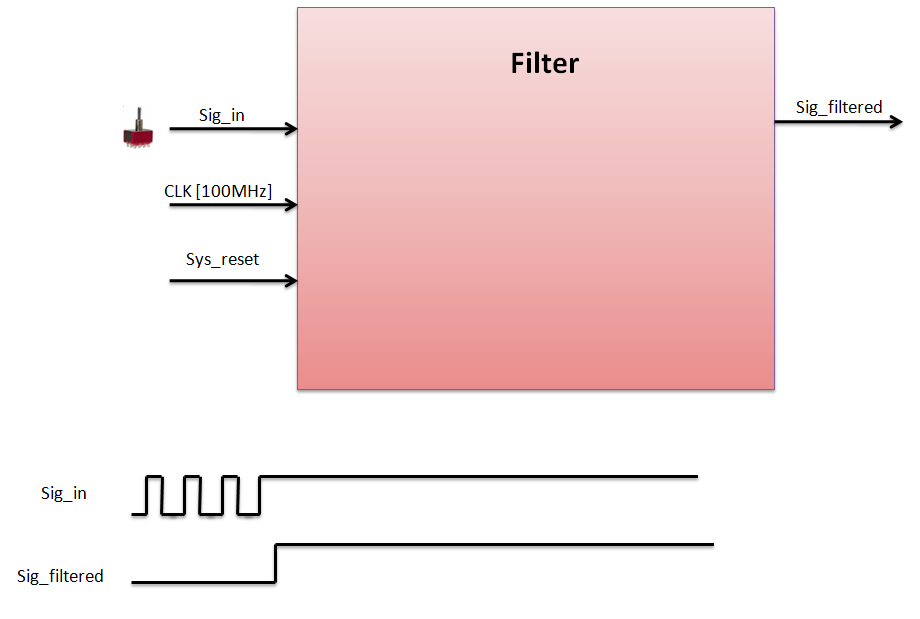 Filter
Sig_in
Sig_filtered
CLK [100MHz]
Sys_reset
Sig_in
Sig_filtered